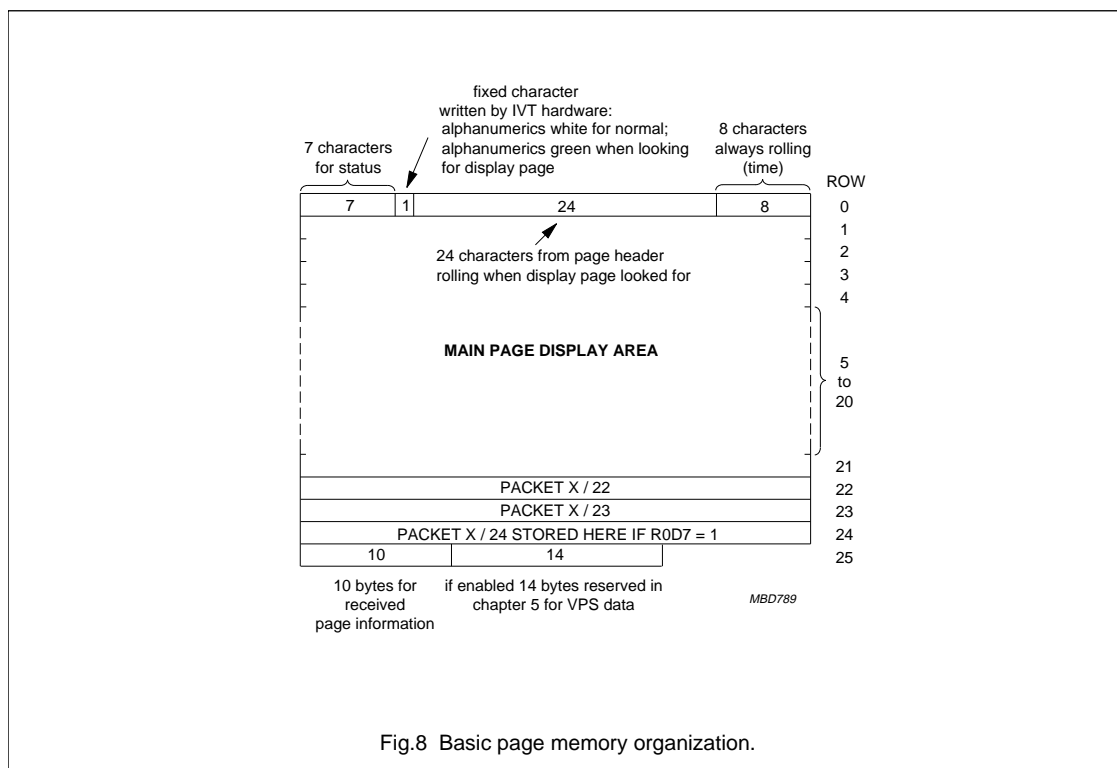 fixed character
written by IVT hardware:
alphanumerics white for normal;
alphanumerics green when looking
for display page
7 characters
for status
8 characters
always rolling
(time)
ROW
7
1
24
8
0
1
24 characters from page header
rolling when display page looked for
2
3
4
MAIN PAGE DISPLAY AREA
5
to
20
21
PACKET X / 22
22
PACKET X / 23
23
PACKET X / 24 STORED HERE IF R0D7 = 1
24
10
14
25
10 bytes for
received
page information
if enabled 14 bytes reserved in
chapter 5 for VPS data
MBD789
Fig.8 Basic page memory organization.